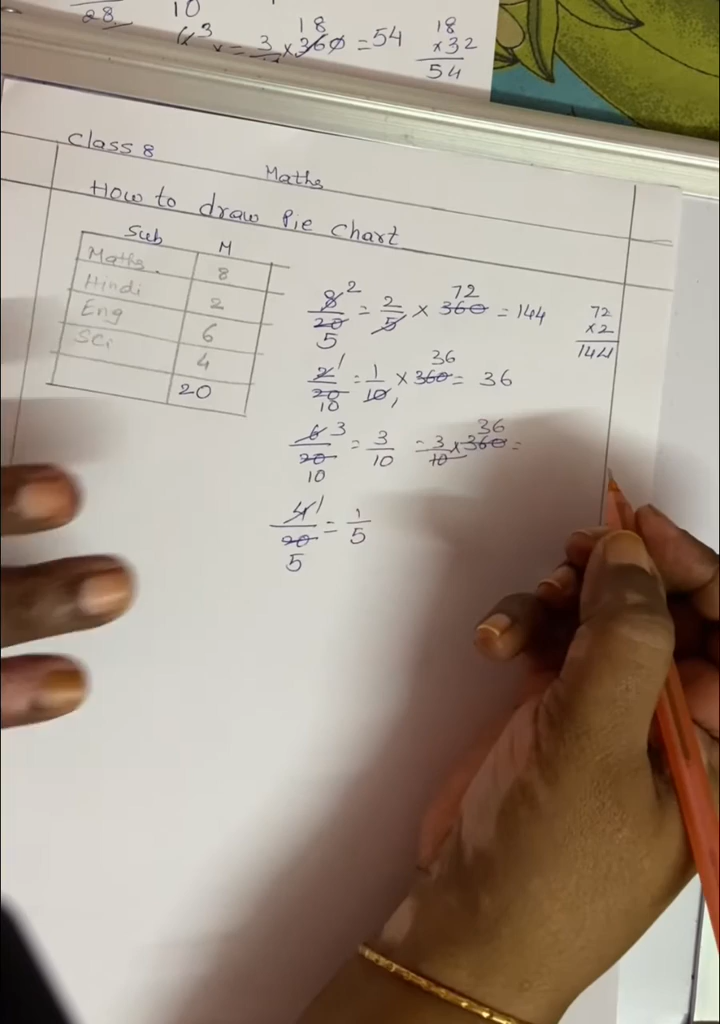 28 10
6 3 = 3 × 360 18 = 54
18
×32
54
Class 8
Maths
How to draw Pie Chart
Sub M
Maths 8
Hindi 2
Eng 6
Sci 4
20
8/20 2 5 = 2/5 × 360 72 = 144
72
×2
144
2/20 1 10 = 1/10 × 360 36 = 36
6/20 3 10 = 3/10 = 3/10 × 360 36 =
4/20 1 5 = 1/5